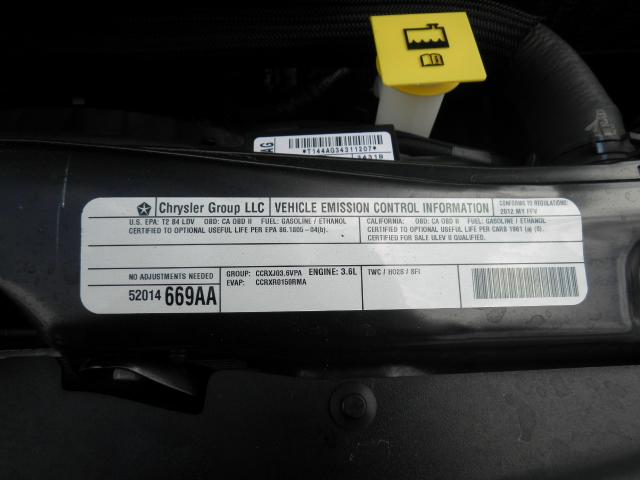 AG
*T144AG34311207*
3431B
Chrysler Group LLC VEHICLE EMISSION CONTROL INFORMATION CONFORMS TO REGULATIONS:
2012 MY FFV
U.S. EPA: T2 B4 LDV OBD: CA OBD II FUEL: GASOLINE / ETHANOL
CERTIFIED TO OPTIONAL USEFUL LIFE PER EPA 86.1805-04(b).
CALIFORNIA: OBD: CA OBD II FUEL: GASOLINE / ETHANOL
CERTIFIED TO OPTIONAL USEFUL LIFE PER CARB 1961 (a) (8).
CERTIFIED FOR SALE ULEV II QUALIFIED.
NO ADJUSTMENTS NEEDED
52014 669AA
GROUP: CCRXJ03.6VPA ENGINE: 3.6L
EVAP: CCRXR0150RMA
TWC / HO2S / SFI